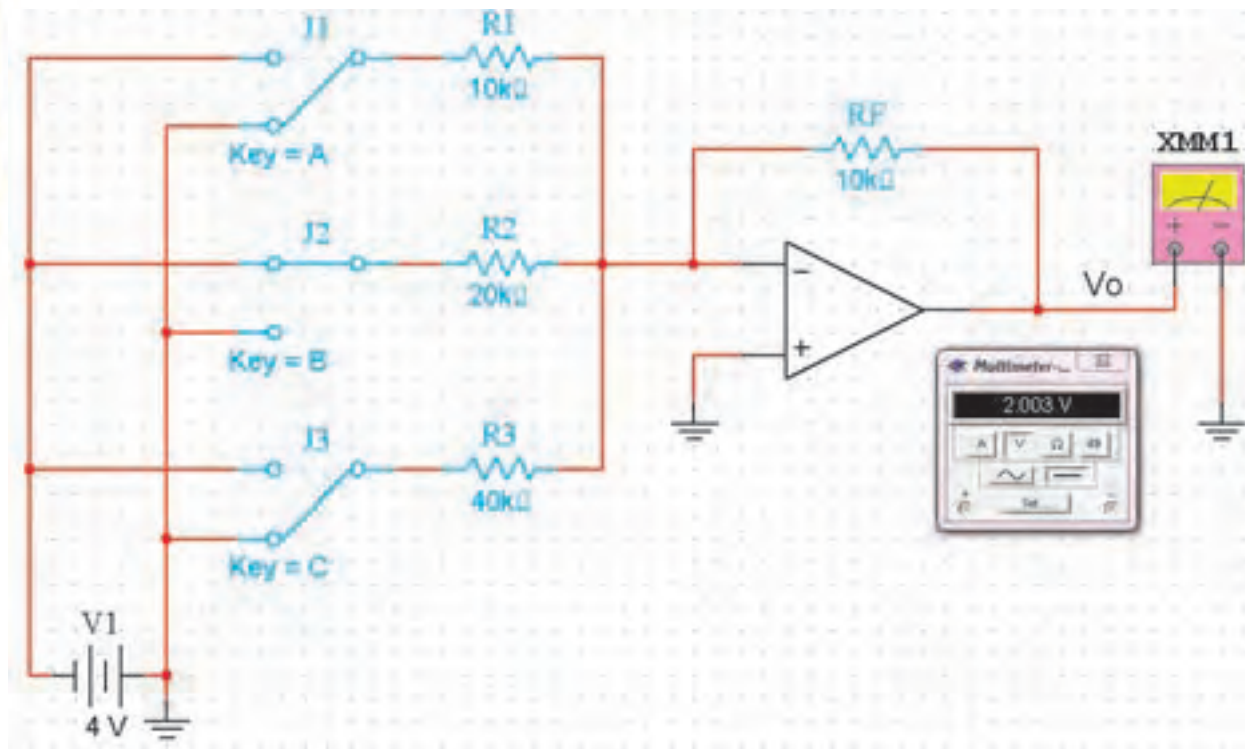 J1
R1
10kΩ
Key = A
RF
10kΩ
XMM1
+ −
J2
R2
20kΩ
Key = B
−
+
Vo
Multimeter-...
2.003 V
A V Ω dB
+ −
Set...
J3
R3
40kΩ
Key = C
V1
4 V